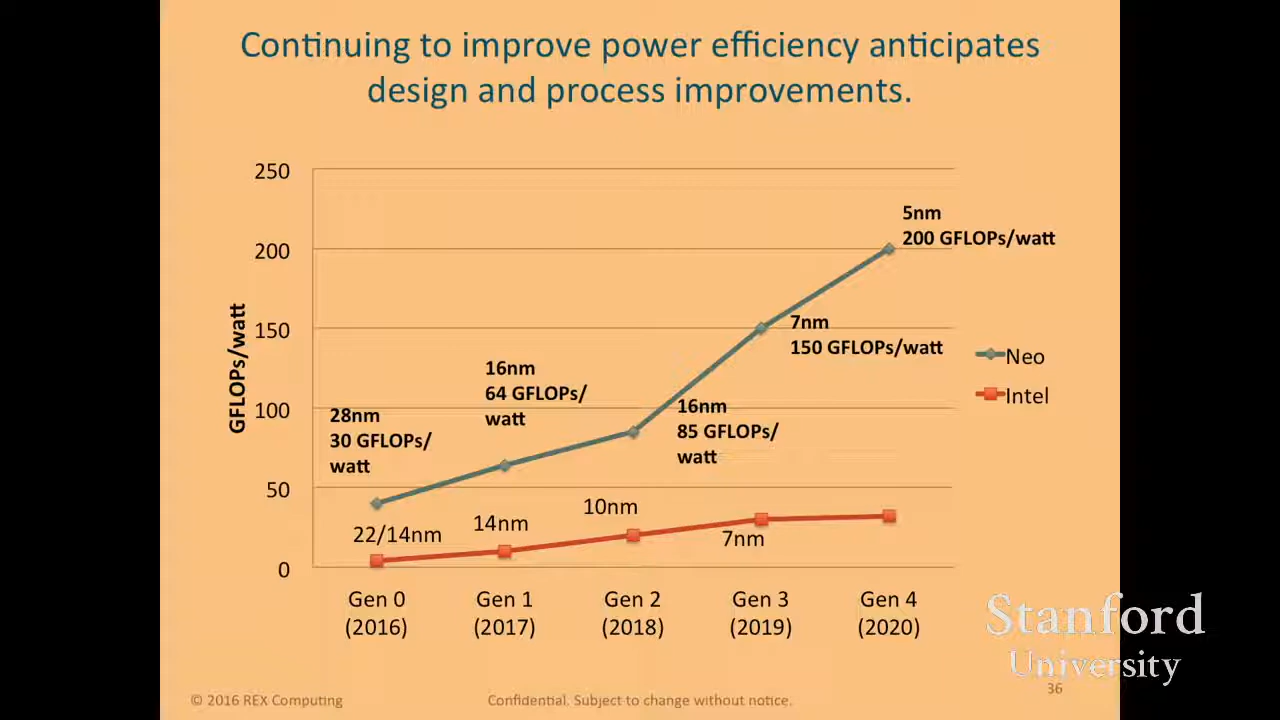 Continuing to improve power efficiency anticipates
design and process improvements.
250
200
150
100
50
0
GFLOPs/watt
28nm
30 GFLOPs/
watt
16nm
64 GFLOPs/
watt
16nm
85 GFLOPs/
watt
7nm
150 GFLOPs/watt
5nm
200 GFLOPs/watt
22/14nm
14nm
10nm
7nm
Neo
Intel
Gen 0
(2016)
Gen 1
(2017)
Gen 2
(2018)
Gen 3
(2019)
Gen 4
(2020)
Stanford
University
© 2016 REX Computing
Confidential. Subject to change without notice.
36